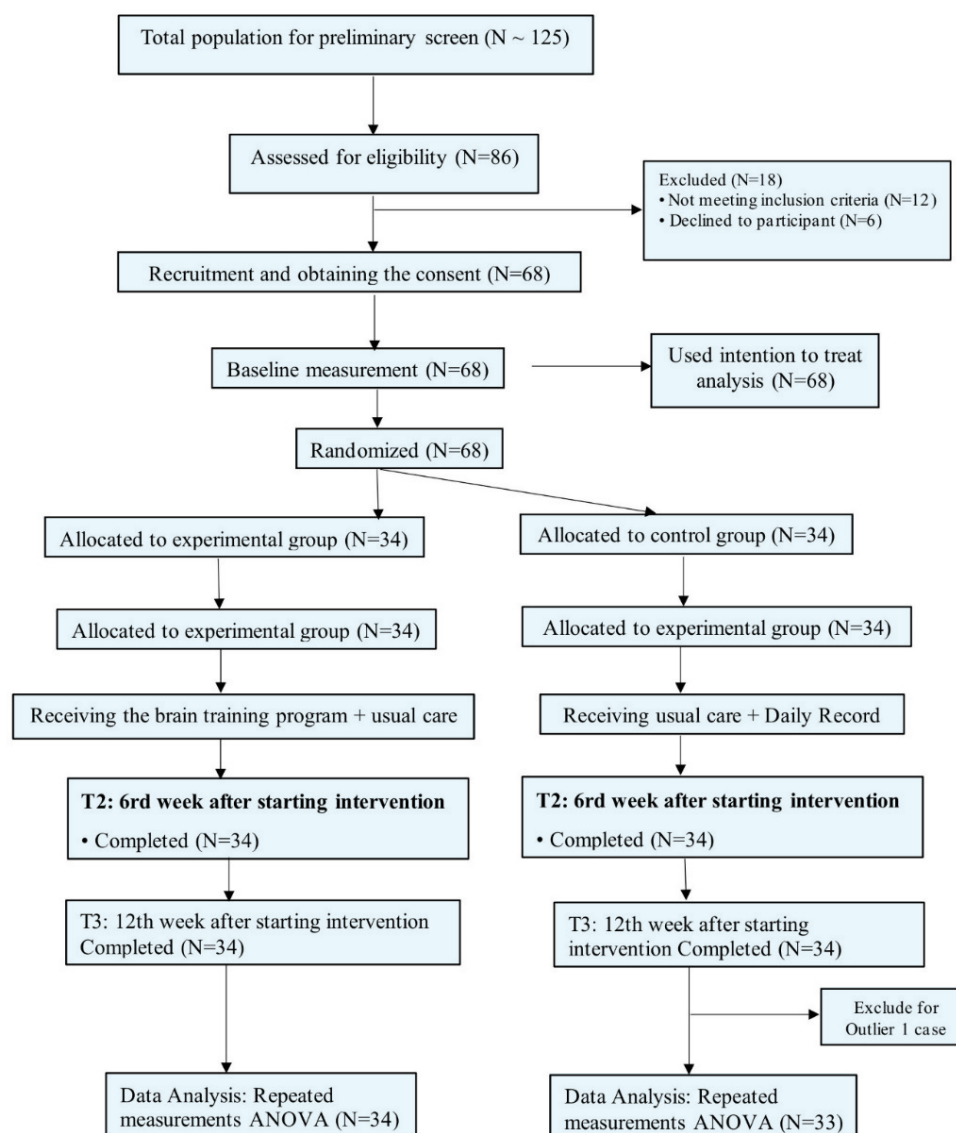 Total population for preliminary screen (N ~ 125)
Assessed for eligibility (N=86)
Excluded (N=18)
• Not meeting inclusion criteria (N=12)
• Declined to participant (N=6)
Recruitment and obtaining the consent (N=68)
Baseline measurement (N=68)
Used intention to treat
analysis (N=68)
Randomized (N=68)
Allocated to experimental group (N=34)
Allocated to control group (N=34)
Allocated to experimental group (N=34)
Allocated to experimental group (N=34)
Receiving the brain training program + usual care
Receiving usual care + Daily Record
T2: 6rd week after starting intervention
• Completed (N=34)
T2: 6rd week after starting intervention
• Completed (N=34)
T3: 12th week after starting intervention
Completed (N=34)
T3: 12th week after starting
intervention Completed (N=34)
Exclude for
Outlier 1 case
Data Analysis: Repeated
measurements ANOVA (N=34)
Data Analysis: Repeated
measurements ANOVA (N=33)